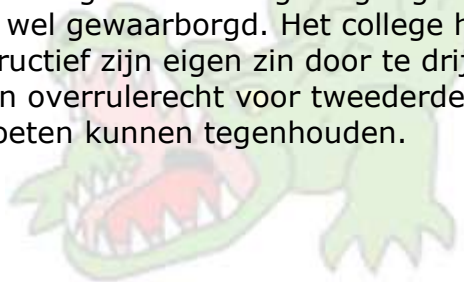 wel gewaarborgd. Het college h
ructief zijn eigen zin door te drij
n overrulerecht voor tweederde
oeten kunnen tegenhouden.